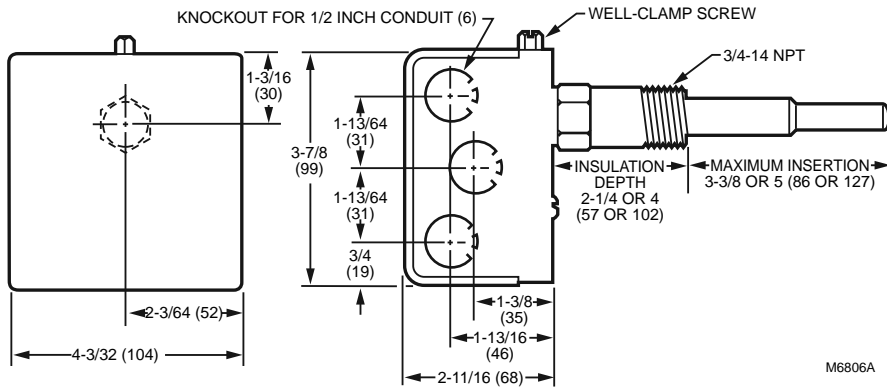 KNOCKOUT FOR 1/2 INCH CONDUIT (6)
WELL-CLAMP SCREW
3/4-14 NPT
1-3/16
(30)
1-13/64
(31)
3-7/8
(99)
1-13/64
(31)
3/4
(19)
INSULATION
DEPTH
2-1/4 OR 4
(57 OR 102)
MAXIMUM INSERTION
3-3/8 OR 5 (86 OR 127)
2-3/64 (52)
4-3/32 (104)
1-3/8
(35)
1-13/16
(46)
2-11/16 (68)
M6806A